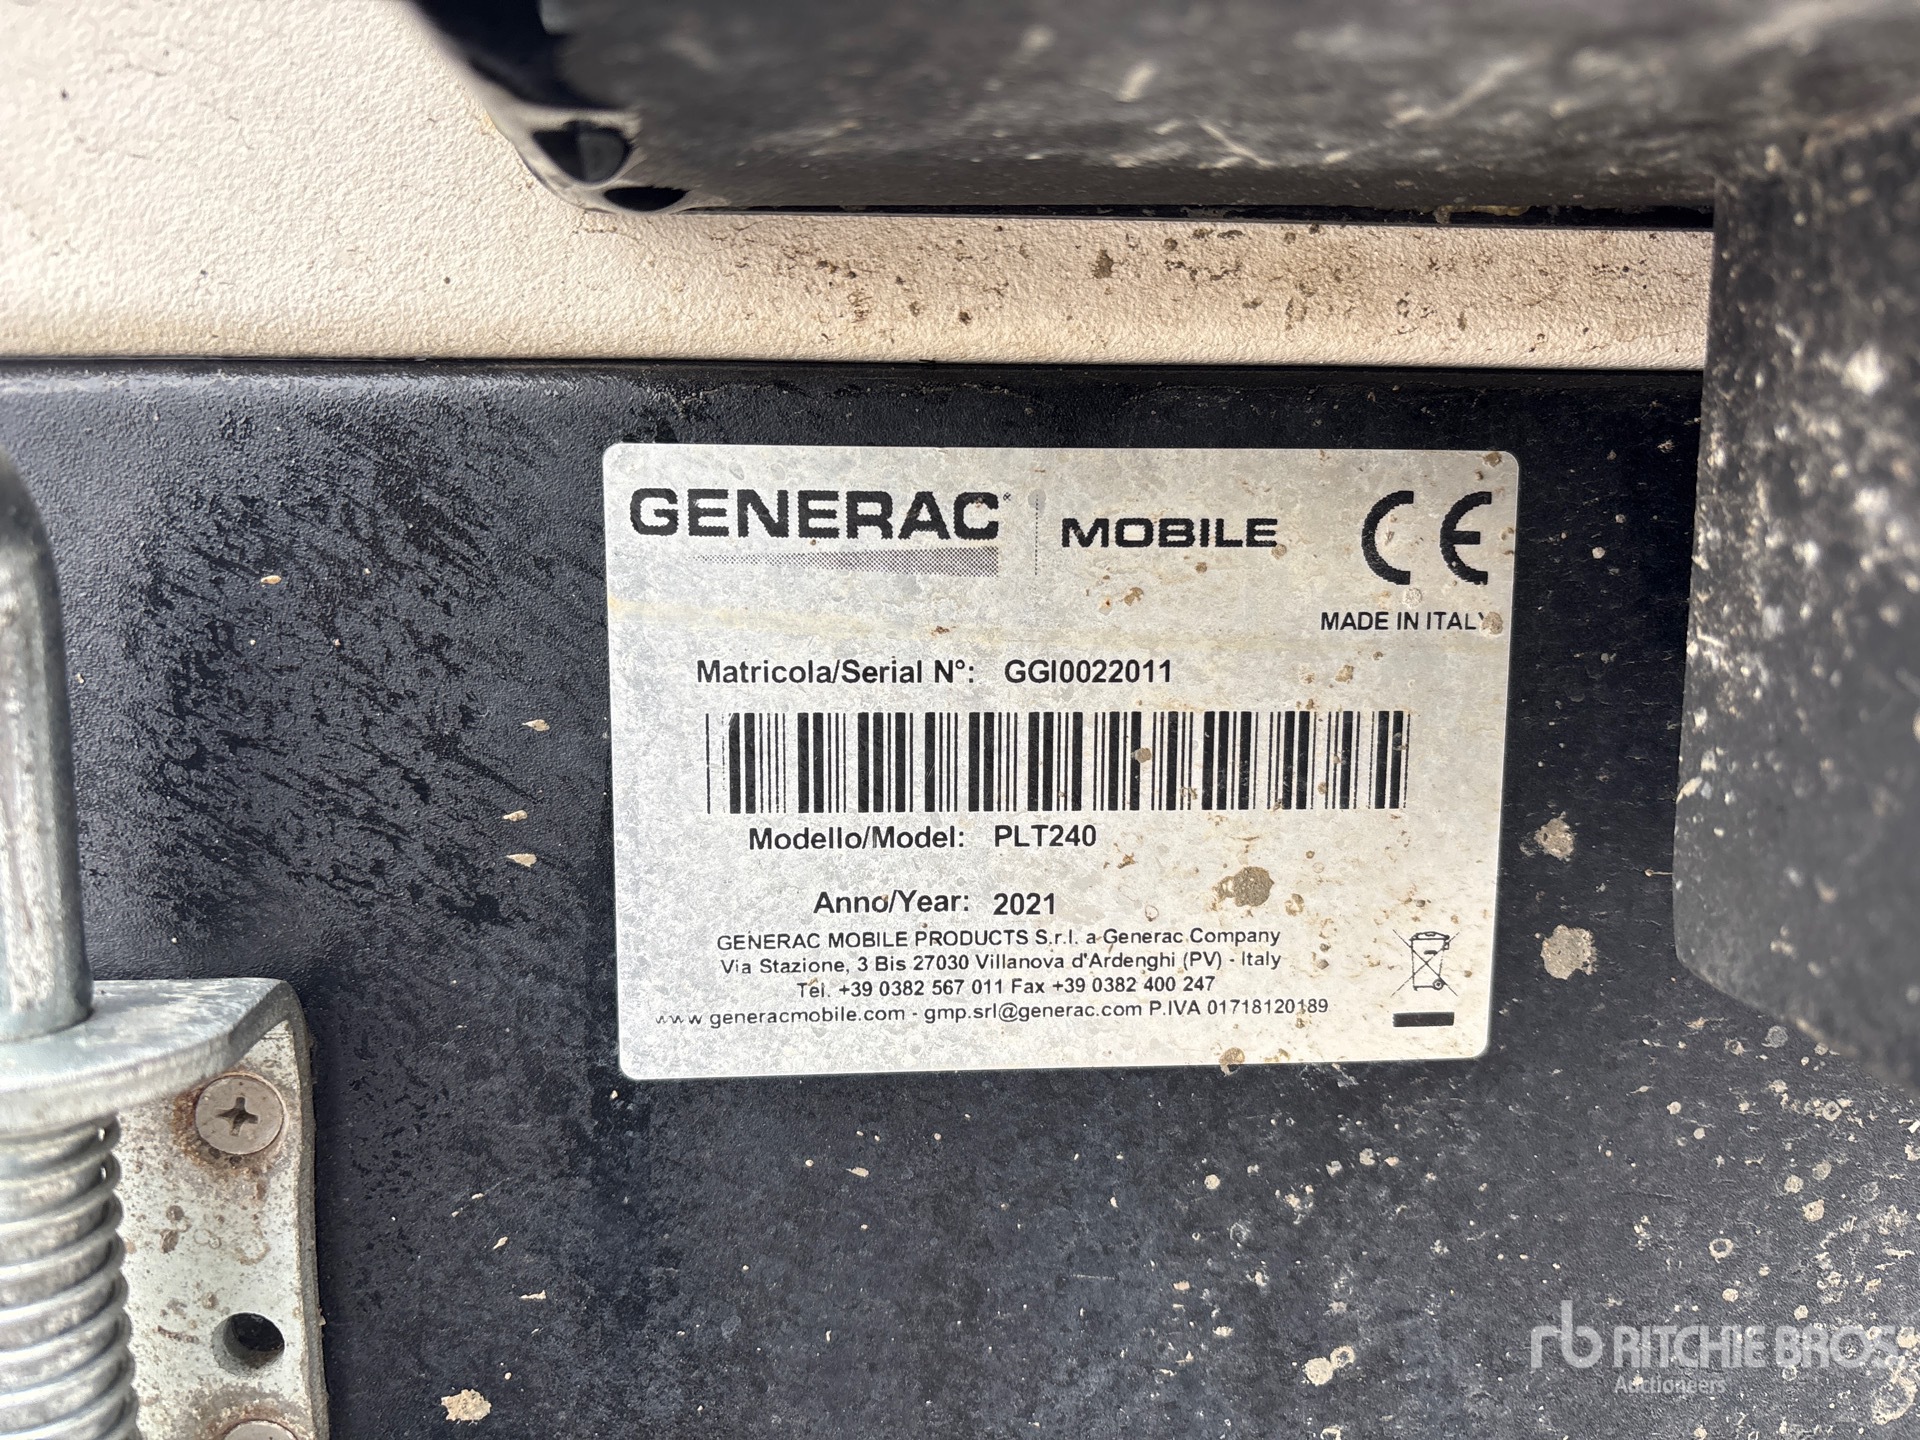 GENERAC® MOBILE CE
MADE IN ITALY
Matricola/Serial N°: GGI0022011
Modello/Model: PLT240
Anno/Year: 2021
GENERAC MOBILE PRODUCTS S.r.l. a Generac Company
Via Stazione, 3 Bis 27030 Villanova d'Ardenghi (PV) - Italy
Tel. +39 0382 567 011 Fax +39 0382 400 247
www.generacmobile.com - gmp.srl@generac.com P.IVA 01718120189
rb RITCHIE BROS.
Auctioneers